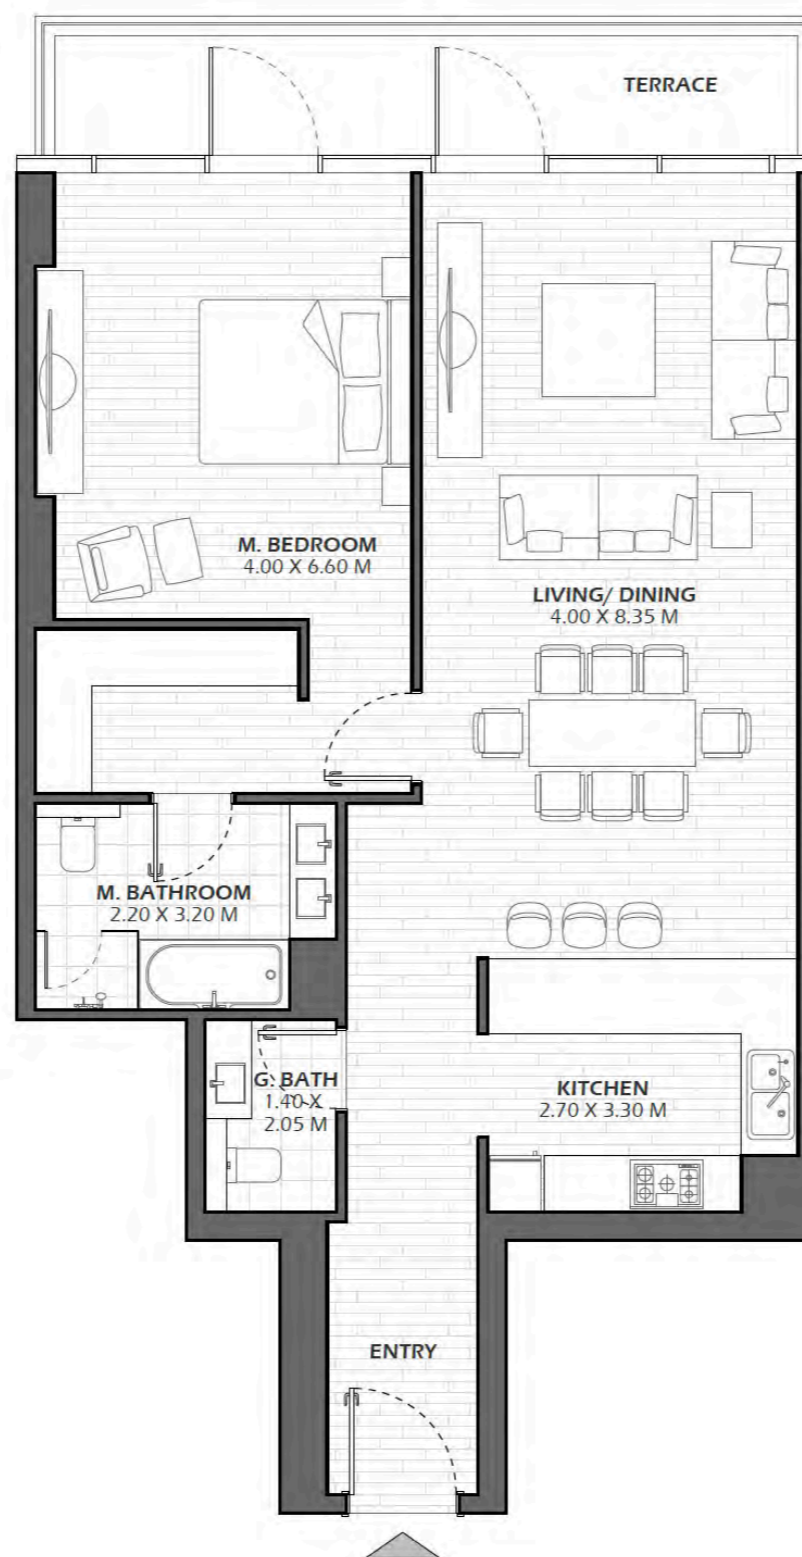 TERRACE
M. BEDROOM
4.00 X 6.60 M
LIVING/ DINING
4.00 X 8.35 M
M. BATHROOM
2.20 X 3.20 M
G. BATH
1.40 X
2.05 M
KITCHEN
2.70 X 3.30 M
ENTRY